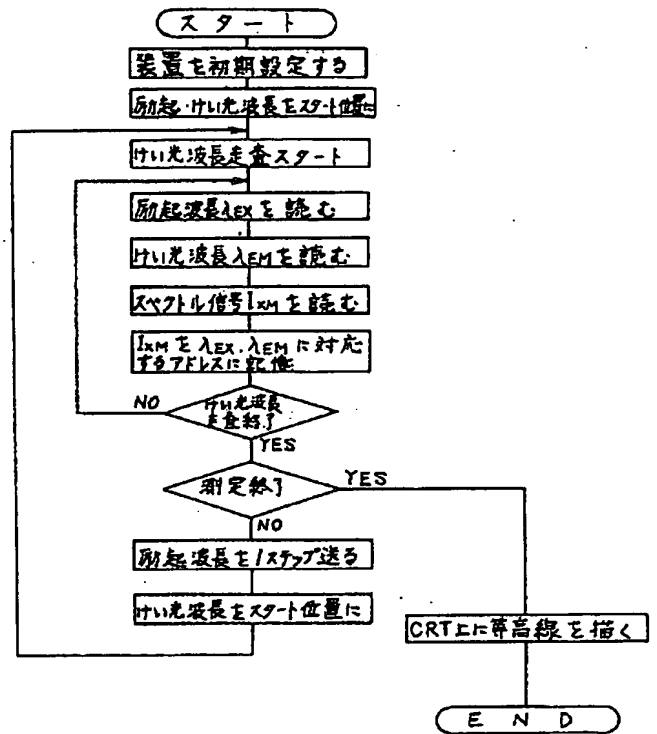 スタート
装置を初期設定する
励起・けい光波長をスタート位置に
けい光波長走査スタート
励起波長λEXを読む
けい光波長λEMを読む
スペクトル信号IXMを読む
IXMをλEX.λEMに対応
するアドレスに記憶
NO
けい光波長
走査終了
YES
測定終了
YES
NO
励起波長を1ステップ送る
けい光波長をスタート位置に
CRT上に等高線を描く
END